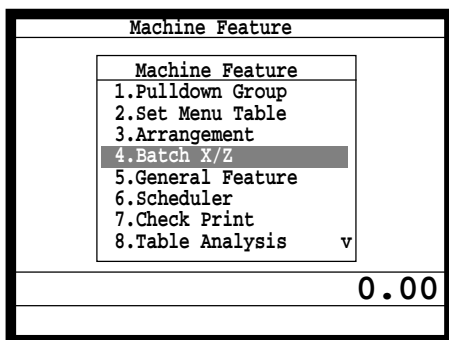 Machine Feature
Machine Feature
1.Pulldown Group
2.Set Menu Table
3.Arrangement
4.Batch X/Z
5.General Feature
6.Scheduler
7.Check Print
8.Table Analysis v
0.00